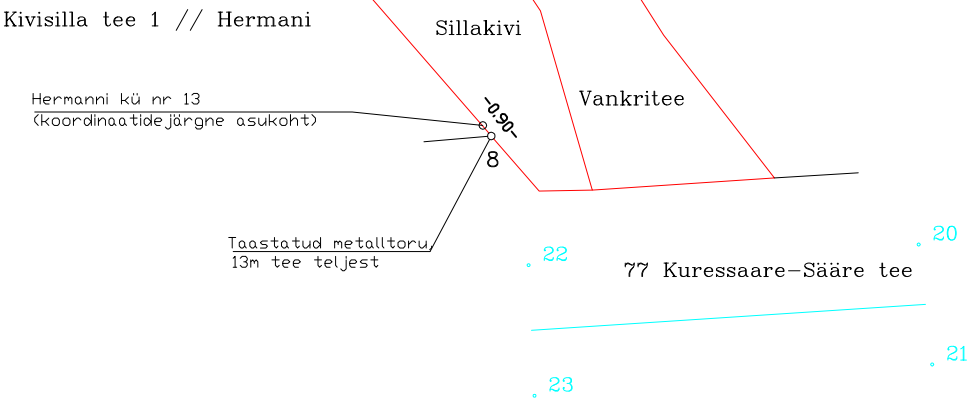 Kivisilla tee 1 // Hermani
Sillakivi
Hermanni kü nr 13
(koordinaatidejärgne asukoht)
-0.90-
Vankritee
8
Taastatud metalltoru,
13m tee teljest
22
20
77 Kuressaare-Sääre tee
21
23